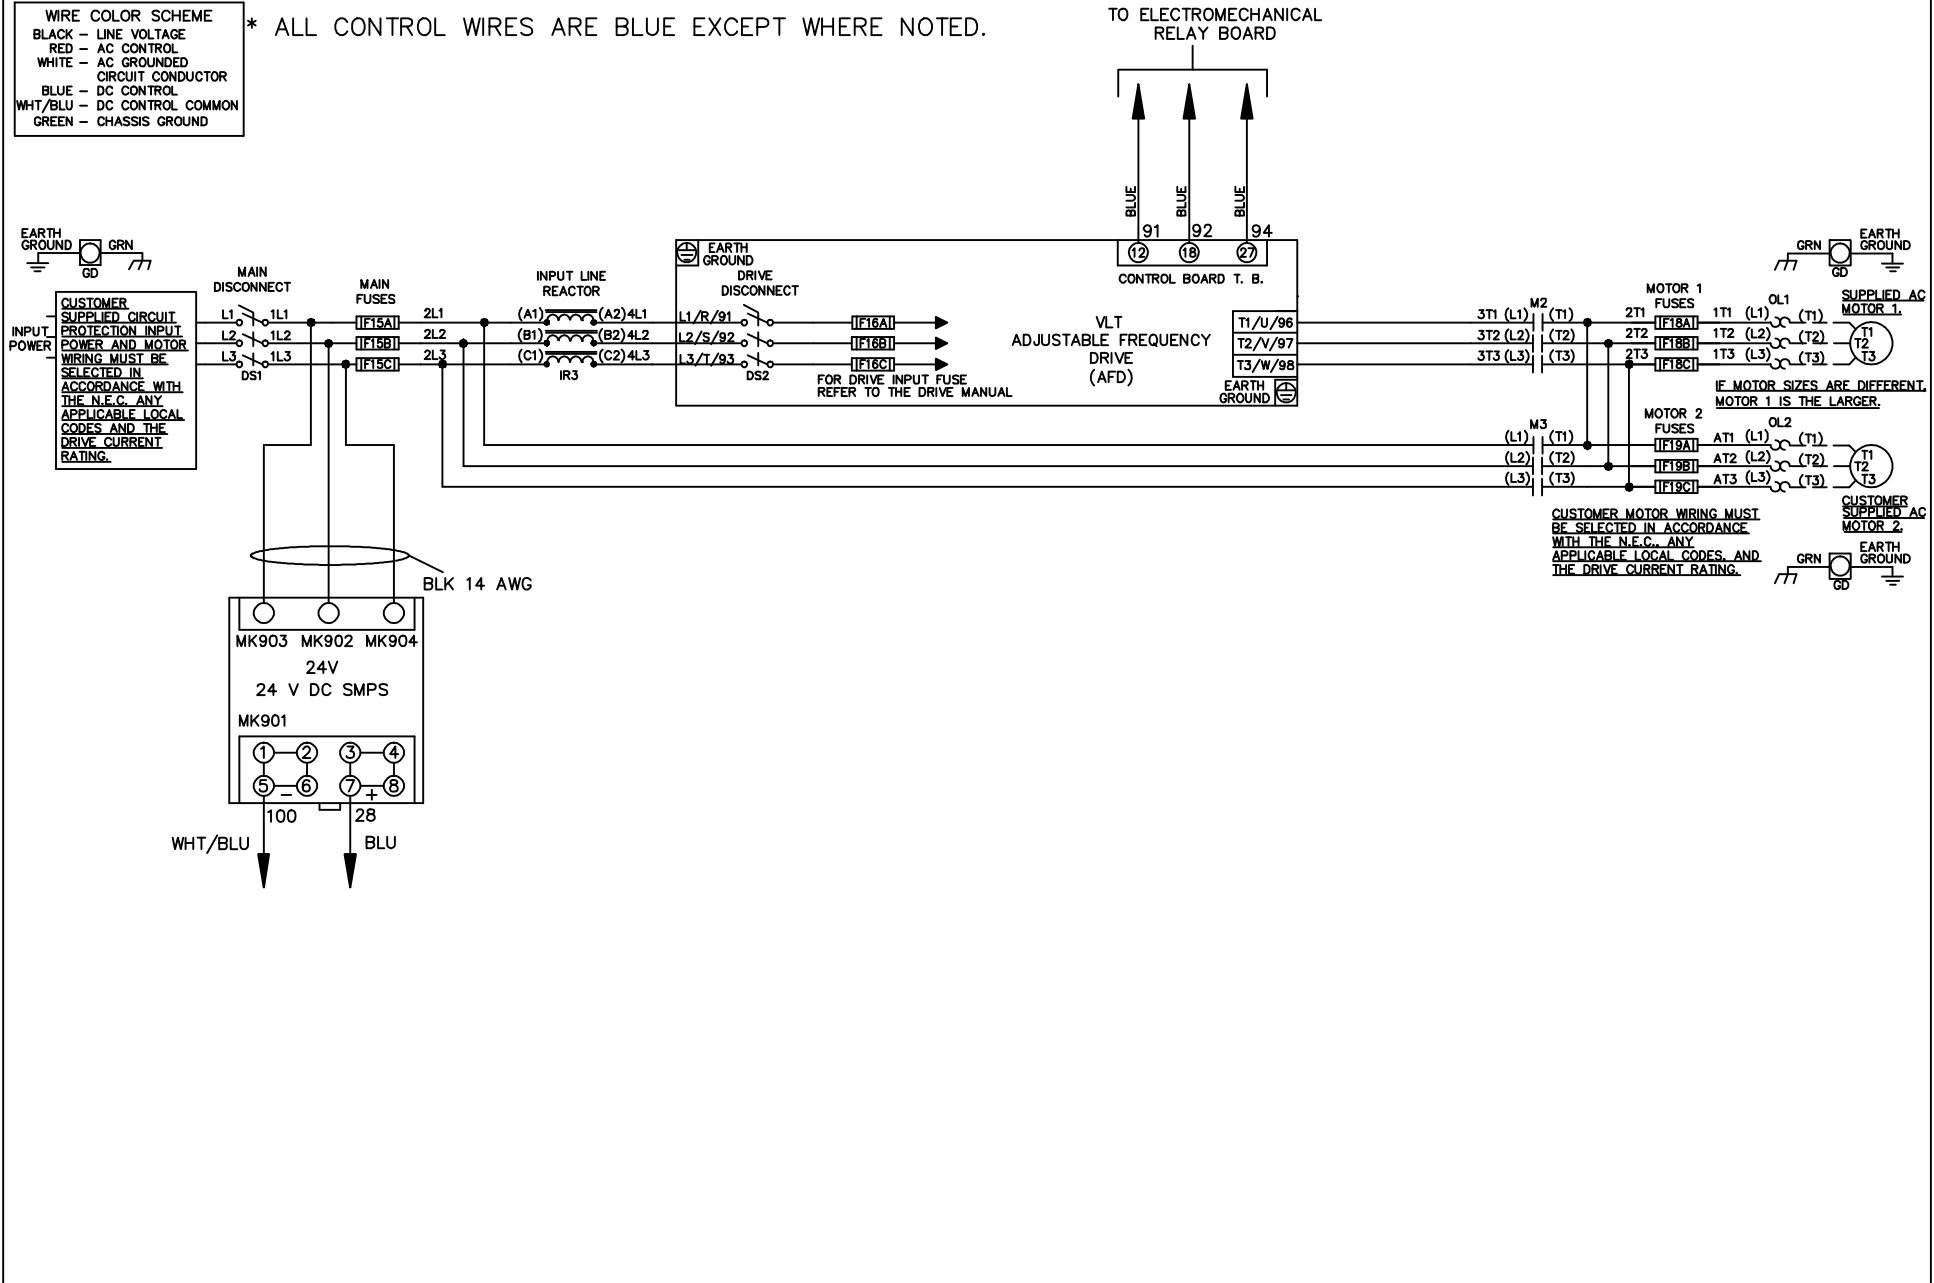 WIRE COLOR SCHEME
BLACK – LINE VOLTAGE
RED – AC CONTROL
WHITE – AC GROUNDED
CIRCUIT CONDUCTOR
BLUE – DC CONTROL
WHT/BLU – DC CONTROL COMMON
GREEN – CHASSIS GROUND
* ALL CONTROL WIRES ARE BLUE EXCEPT WHERE NOTED.
TO ELECTROMECHANICAL
RELAY BOARD
BLUE
BLUE
BLUE
91 92 94
12 18 27
CONTROL BOARD T. B.
EARTH
GROUND
GRN
GD
INPUT
POWER
CUSTOMER
SUPPLIED CIRCUIT
PROTECTION INPUT
POWER AND MOTOR
WIRING MUST BE
SELECTED IN
ACCORDANCE WITH
THE N.E.C. ANY
APPLICABLE LOCAL
CODES AND THE
DRIVE CURRENT
RATING.
MAIN
DISCONNECT
L1 1L1
L2 1L2
L3 1L3
DS1
MAIN
FUSES
F15A
F15B
F15C
2L1
2L2
2L3
INPUT LINE
REACTOR
(A1) (A2) 4L1
(B1) (B2) 4L2
(C1) (C2) 4L3
IR3
EARTH
GROUND
DRIVE
DISCONNECT
L1/R/91
L2/S/92
L3/T/93
DS2
F16A
F16B
F16C
FOR DRIVE INPUT FUSE
REFER TO THE DRIVE MANUAL
VLT
ADJUSTABLE FREQUENCY
DRIVE
(AFD)
T1/U/96
T2/V/97
T3/W/98
EARTH
GROUND
M2
3T1 (L1) (T1) 2T1
3T2 (L2) (T2) 2T2
3T3 (L3) (T3) 2T3
MOTOR 1
FUSES
F18A
F18B
F18C
OL1
1T1 (L1) (T1)
1T2 (L2) (T2)
1T3 (L3) (T3)
GRN
GD
EARTH
GROUND
SUPPLIED AC
MOTOR 1.
T1
T2
T3
IF MOTOR SIZES ARE DIFFERENT,
MOTOR 1 IS THE LARGER.
M3
(L1) (T1)
(L2) (T2)
(L3) (T3)
MOTOR 2
FUSES
F19A
F19B
F19C
OL2
AT1 (L1) (T1)
AT2 (L2) (T2)
AT3 (L3) (T3)
T1
T2
T3
CUSTOMER
SUPPLIED AC
MOTOR 2.
CUSTOMER MOTOR WIRING MUST
BE SELECTED IN ACCORDANCE
WITH THE N.E.C., ANY
APPLICABLE LOCAL CODES, AND
THE DRIVE CURRENT RATING.
GRN
GD
EARTH
GROUND
BLK 14 AWG
MK903 MK902 MK904
24V
24 V DC SMPS
MK901
1 2 3 4
5 6 7 8
– +
100 28
WHT/BLU BLU